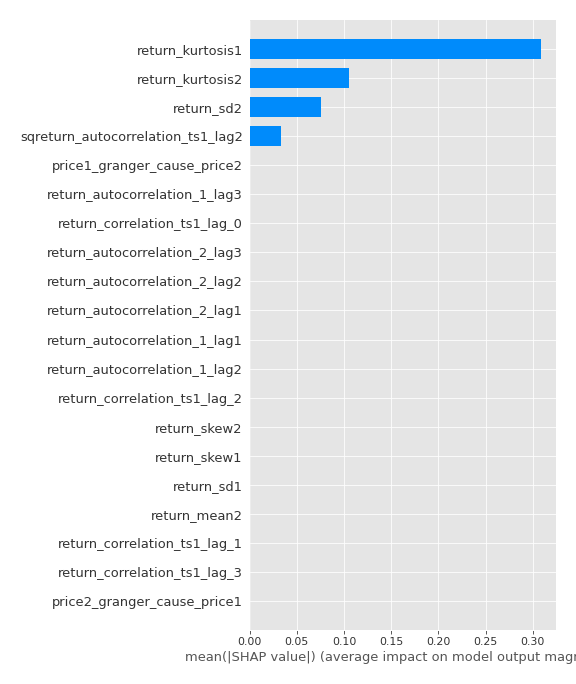 return_kurtosis1
return_kurtosis2
return_sd2
sqreturn_autocorrelation_ts1_lag2
price1_granger_cause_price2
return_autocorrelation_1_lag3
return_correlation_ts1_lag_0
return_autocorrelation_2_lag3
return_autocorrelation_2_lag2
return_autocorrelation_2_lag1
return_autocorrelation_1_lag1
return_autocorrelation_1_lag2
return_correlation_ts1_lag_2
return_skew2
return_skew1
return_sd1
return_mean2
return_correlation_ts1_lag_1
return_correlation_ts1_lag_3
price2_granger_cause_price1
0.00 0.05 0.10 0.15 0.20 0.25 0.30
mean(|SHAP value|) (average impact on model output magn